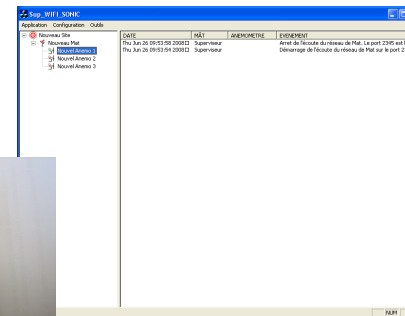 Sup_WIFI_SONIC
Application Configuration Outils
Nouveau Site
Nouveau Mat
Nouvel Anemo 1
Nouvel Anemo 2
Nouvel Anemo 3
DATE MÂT ANEMOMETRE EVENEMENT
Thu Jun 26 09:53:58 2008 Superviseur Arret de l'écoute du réseau de Mat. Le port 2345 est
Thu Jun 26 09:53:54 2008 Superviseur Démarrage de l'écoute du réseau de Mat sur le port 2
NUM